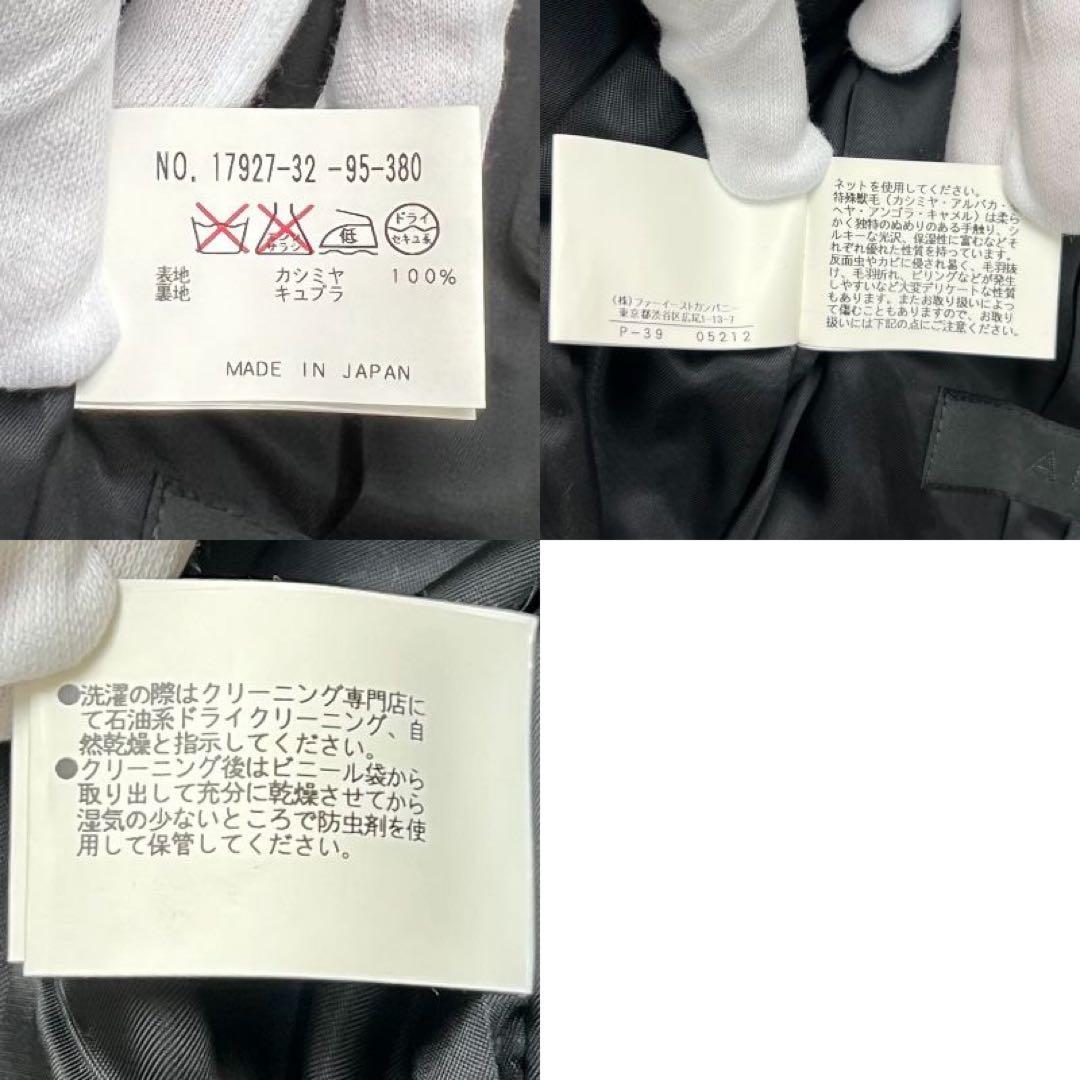 NO. 17927-32 -95-380
エンソ
サラシ
低
ドライ
セキユ系
表地 カシミヤ 100%
裏地 キュプラ
MADE IN JAPAN
ネットを使用してください。
特殊獣毛(カシミヤ・アルパカ・
ヘヤ・アンゴラ・キャメル)は柔ら
かく独特のぬめりのある手触り、シ
ルキーな光沢、保湿性に富むなどそ
れぞれ優れた性質を持っています。
反面虫やカビに侵され易く、毛羽抜
け、毛羽折れ、ピリングなどが発生
しやすいなど大変デリケートな性質
もあります。またお取り扱いによっ
て傷むこともありますので、お取り
扱いには下記の点にご注意ください。
(株)ファーイーストカンパニー
東京都渋谷区広尾1-13-7
P-39 05212
A
●洗濯の際はクリーニング専門店に
て石油系ドライクリーニング、自
然乾燥と指示してください。
●クリーニング後はビニール袋から
取り出して充分に乾燥させてから
湿気の少ないところで防虫剤を使
用して保管してください。